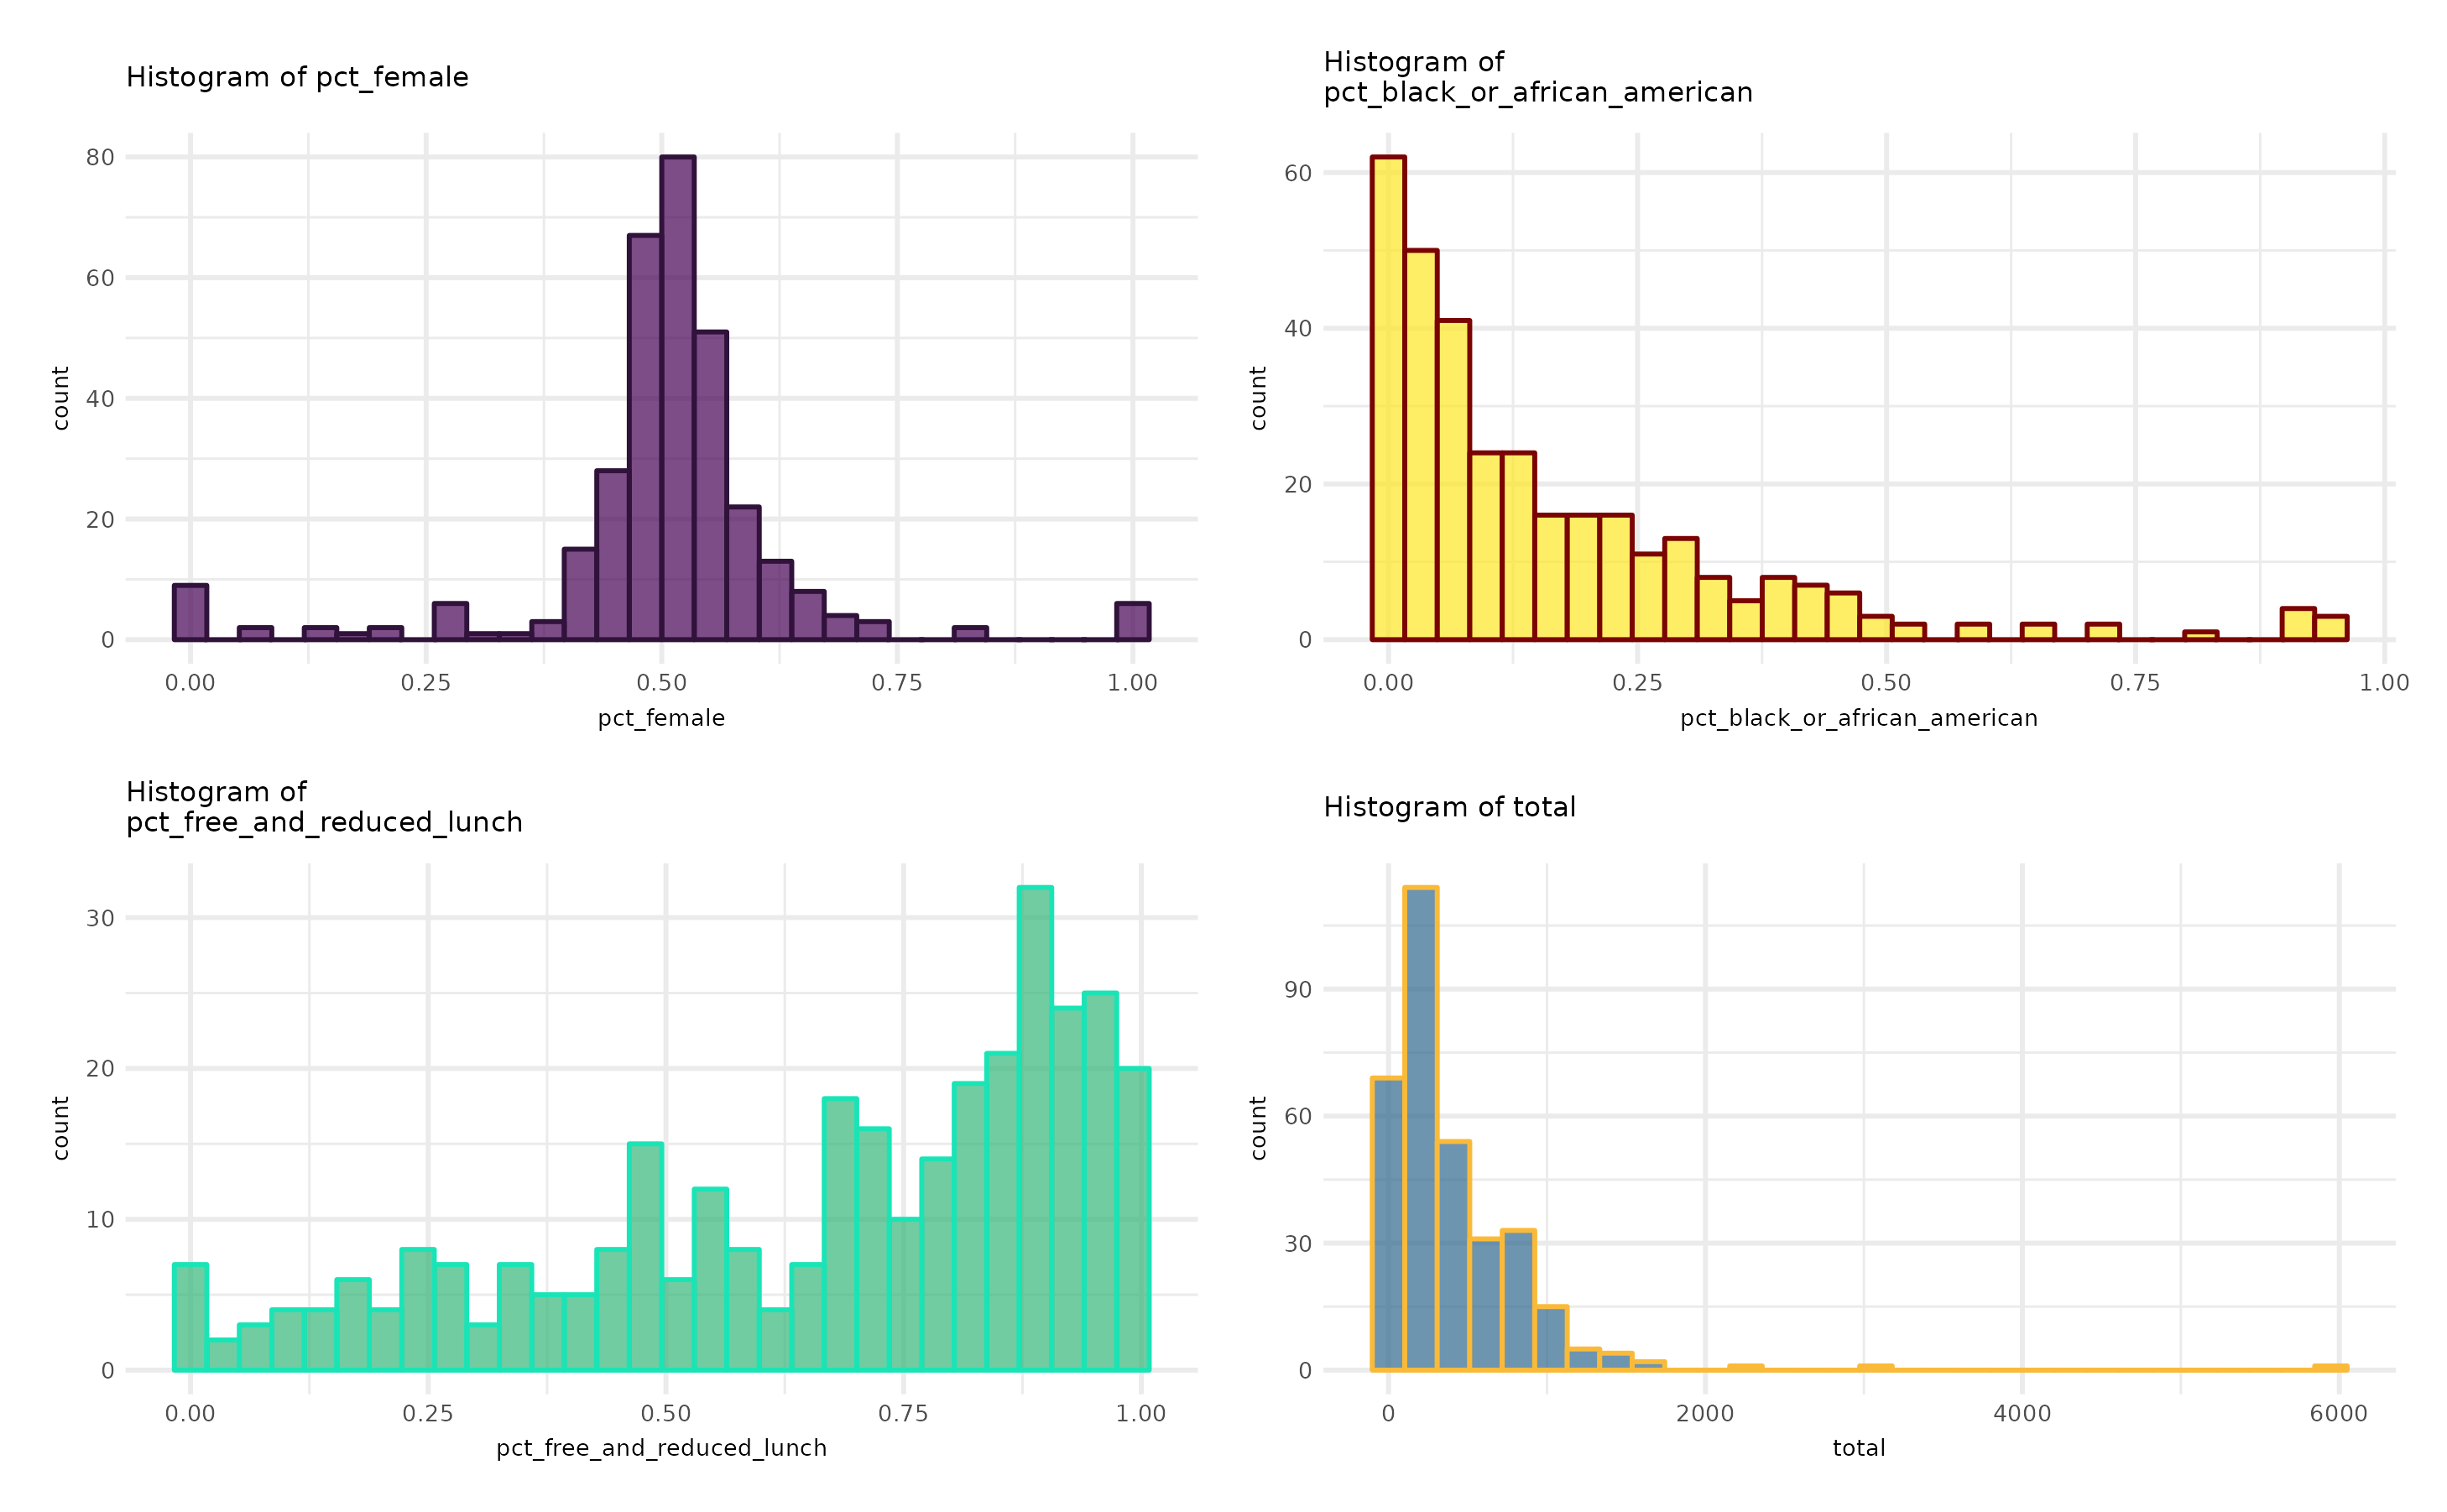 Histogram of pct_female
count
80
60
40
20
0
0.00 0.25 0.50 0.75 1.00
pct_female
Histogram of
pct_black_or_african_american
count
60
40
20
0
0.00 0.25 0.50 0.75 1.00
pct_black_or_african_american
Histogram of
pct_free_and_reduced_lunch
count
30
20
10
0
0.00 0.25 0.50 0.75 1.00
pct_free_and_reduced_lunch
Histogram of total
count
90
60
30
0
0 2000 4000 6000
total